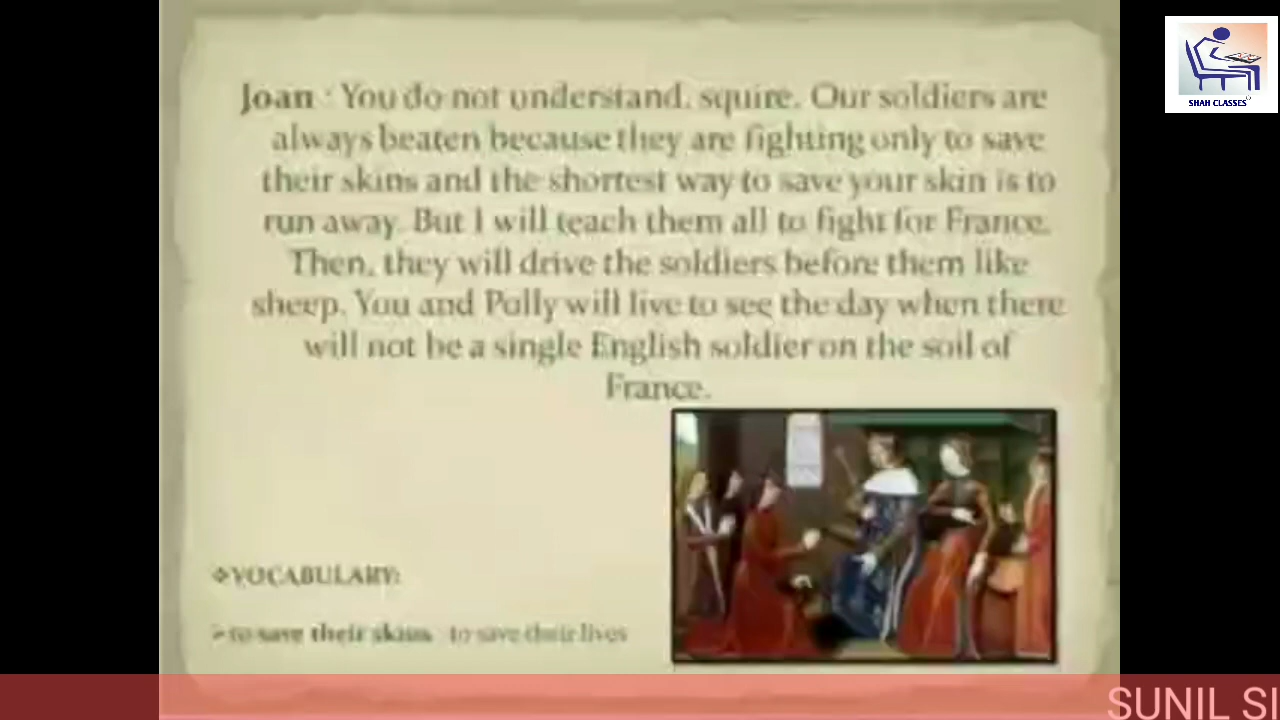 Joan : You do not understand, squire. Our soldiers are
always beaten because they are fighting only to save
their skins and the shortest way to save your skin is to
run away. But I will teach them all to fight for France.
Then, they will drive the soldiers before them like
sheep. You and Polly will live to see the day when there
will not be a single English soldier on the soil of
France.
❖VOCABULARY:
➢to save their skins : to save their lives
SHAH CLASSES
SUNIL SI